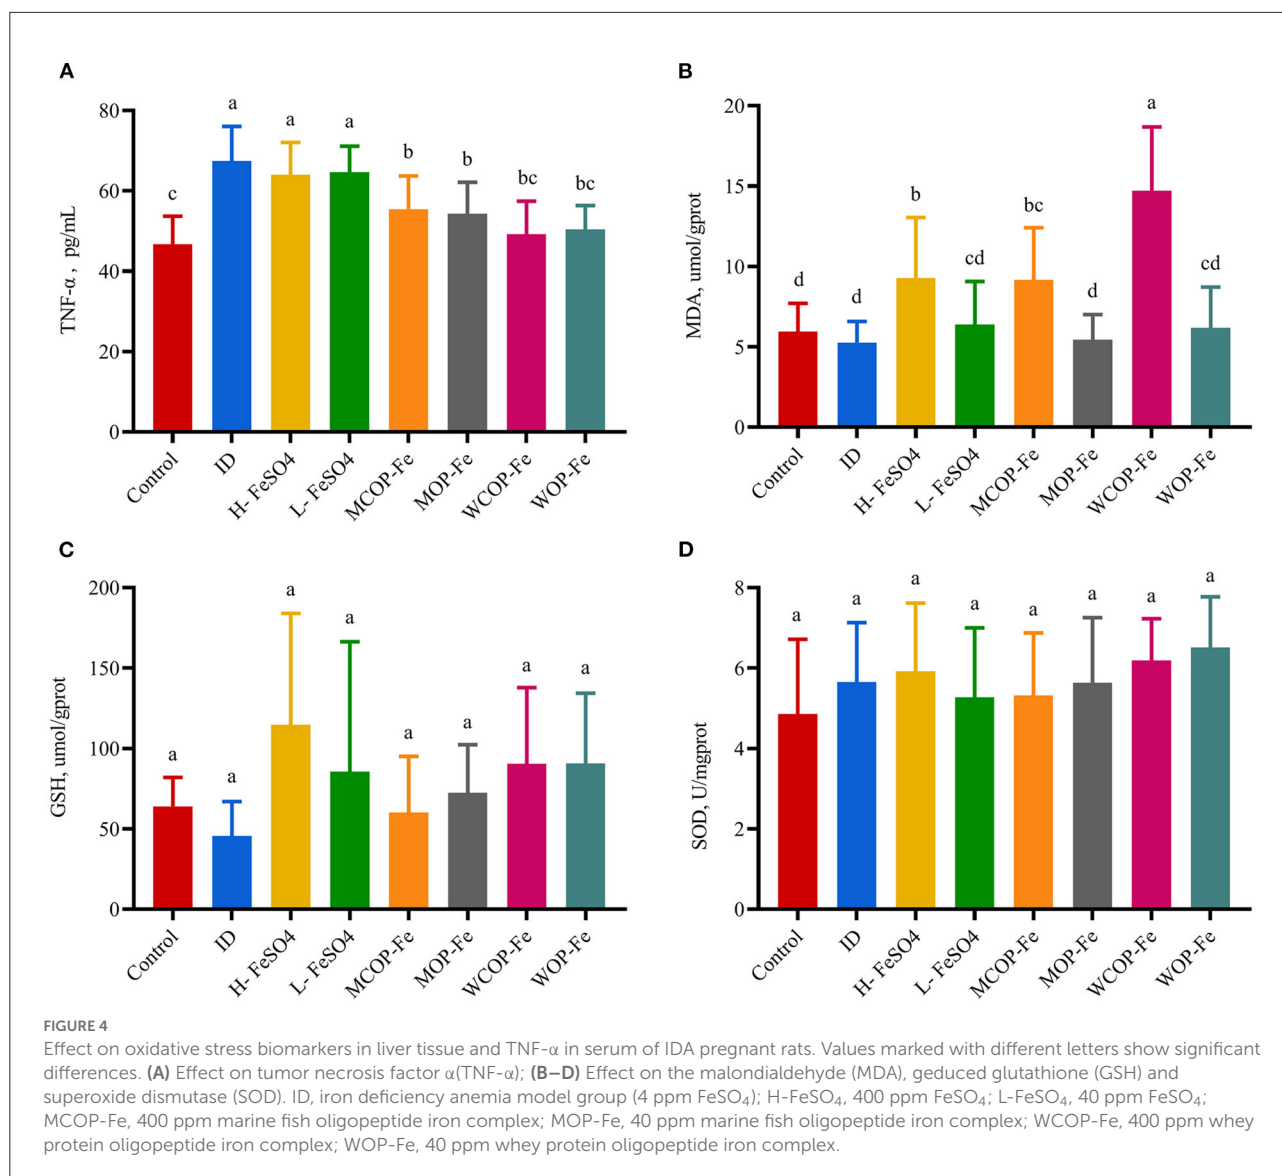 A
TNF-α , pg/mL
80
60
40
20
0
c
a
a
a
b
b
bc
bc
Control
ID
H- FeSO4
L- FeSO4
MCOP-Fe
MOP-Fe
WCOP-Fe
WOP-Fe
B
MDA, umol/gprot
20
15
10
5
0
d
d
b
cd
bc
d
a
cd
Control
ID
H- FeSO4
L- FeSO4
MCOP-Fe
MOP-Fe
WCOP-Fe
WOP-Fe
C
GSH, umol/gprot
200
150
100
50
0
a
a
a
a
a
a
a
a
Control
ID
H- FeSO4
L- FeSO4
MCOP-Fe
MOP-Fe
WCOP-Fe
WOP-Fe
D
SOD, U/mgprot
8
6
4
2
0
a
a
a
a
a
a
a
a
Control
ID
H- FeSO4
L- FeSO4
MCOP-Fe
MOP-Fe
WCOP-Fe
WOP-Fe
FIGURE 4
Effect on oxidative stress biomarkers in liver tissue and TNF-α in serum of IDA pregnant rats. Values marked with different letters show significant
differences. (A) Effect on tumor necrosis factor α(TNF-α); (B–D) Effect on the malondialdehyde (MDA), geduced glutathione (GSH) and
superoxide dismutase (SOD). ID, iron deficiency anemia model group (4 ppm FeSO₄); H-FeSO₄, 400 ppm FeSO₄; L-FeSO₄, 40 ppm FeSO₄;
MCOP-Fe, 400 ppm marine fish oligopeptide iron complex; MOP-Fe, 40 ppm marine fish oligopeptide iron complex; WCOP-Fe, 400 ppm whey
protein oligopeptide iron complex; WOP-Fe, 40 ppm whey protein oligopeptide iron complex.